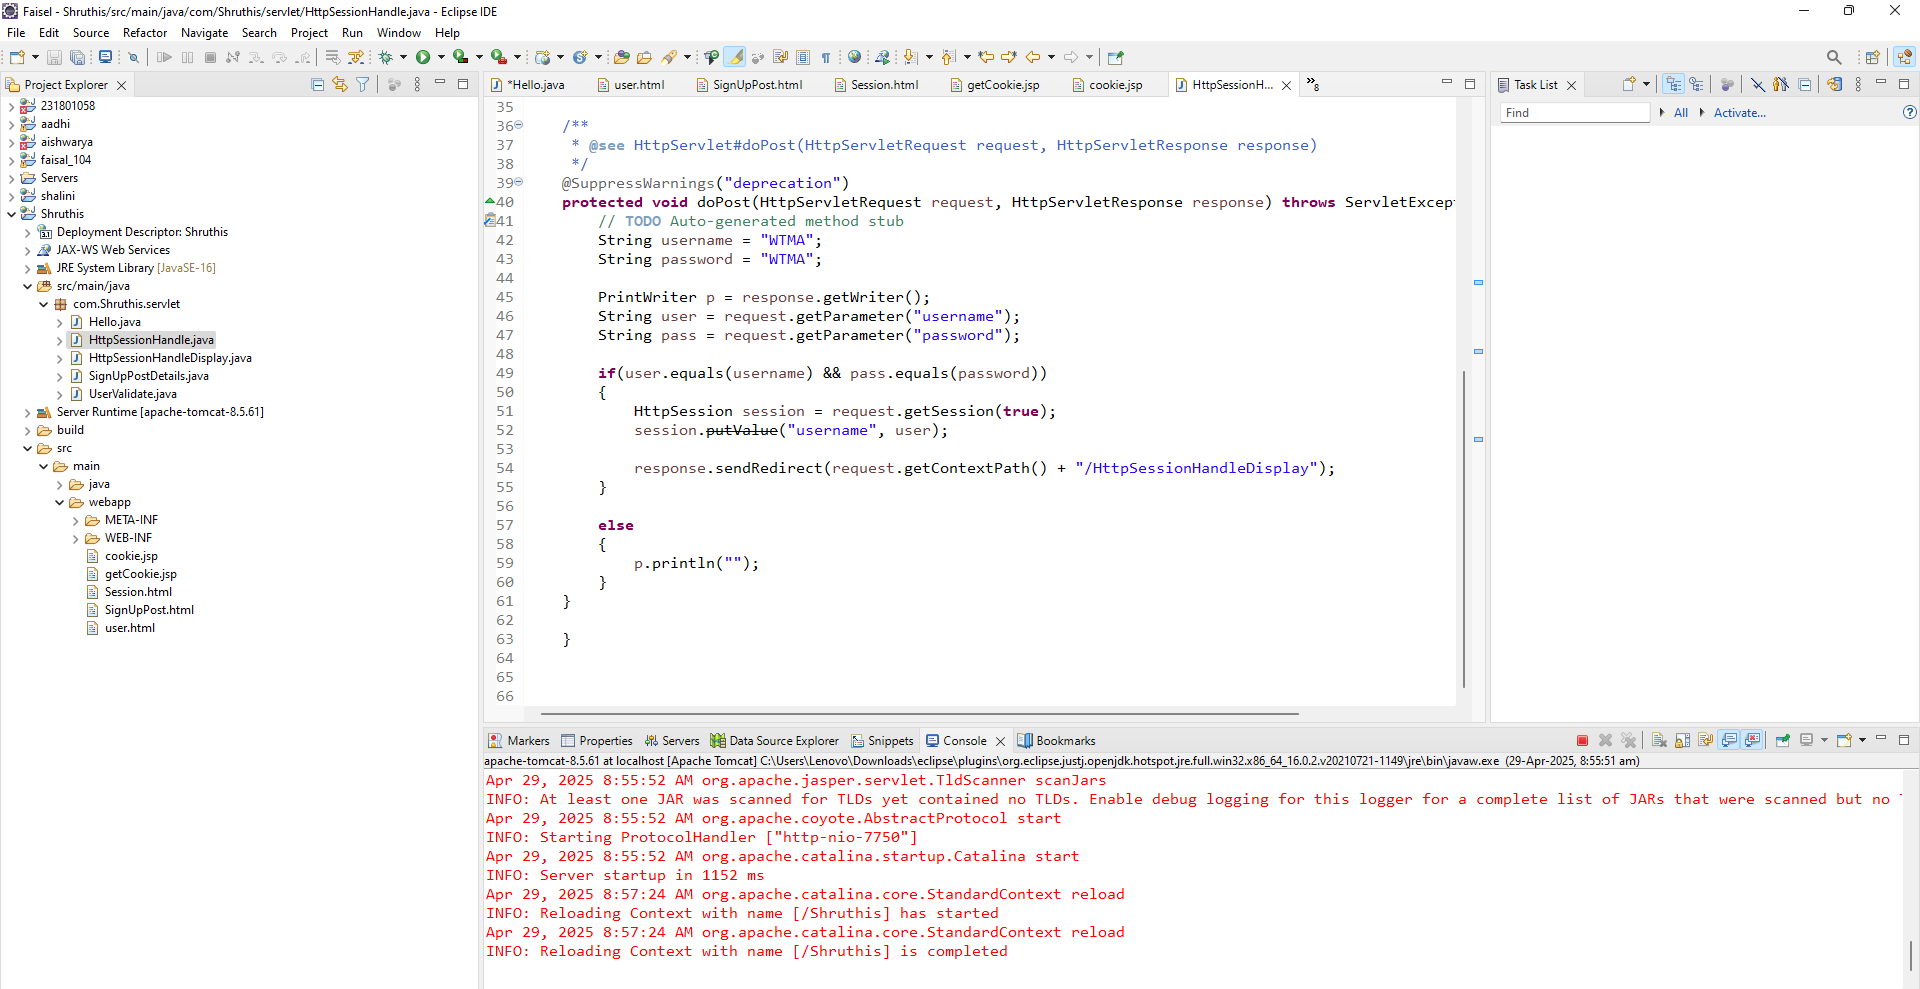 Faisel - Shruthis/src/main/java/com/Shruthis/servlet/HttpSessionHandle.java - Eclipse IDE
File Edit Source Refactor Navigate Search Project Run Window Help
Project Explorer
231801058
aadhi
aishwarya
faisal_104
Servers
shalini
Shruthis
Deployment Descriptor: Shruthis
JAX-WS Web Services
JRE System Library [JavaSE-16]
src/main/java
com.Shruthis.servlet
Hello.java
HttpSessionHandle.java
HttpSessionHandleDisplay.java
SignUpPostDetails.java
UserValidate.java
Server Runtime [apache-tomcat-8.5.61]
build
src
main
java
webapp
META-INF
WEB-INF
cookie.jsp
getCookie.jsp
Session.html
SignUpPost.html
user.html
*Hello.java user.html SignUpPost.html Session.html getCookie.jsp cookie.jsp HttpSessionH... »8
35
36 /**
37 * @see HttpServlet#doPost(HttpServletRequest request, HttpServletResponse response)
38 */
39 @SuppressWarnings("deprecation")
40 protected void doPost(HttpServletRequest request, HttpServletResponse response) throws ServletExcep
41 // TODO Auto-generated method stub
42 String username = "WTMA";
43 String password = "WTMA";
44
45 PrintWriter p = response.getWriter();
46 String user = request.getParameter("username");
47 String pass = request.getParameter("password");
48
49 if(user.equals(username) && pass.equals(password))
50 {
51 HttpSession session = request.getSession(true);
52 session.putValue("username", user);
53
54 response.sendRedirect(request.getContextPath() + "/HttpSessionHandleDisplay");
55 }
56
57 else
58 {
59 p.println("");
60 }
61 }
62
63 }
64
65
66
Task List
Find All Activate...
Markers Properties Servers Data Source Explorer Snippets Console Bookmarks
apache-tomcat-8.5.61 at localhost [Apache Tomcat] C:\Users\Lenovo\Downloads\eclipse\plugins\org.eclipse.justj.openjdk.hotspot.jre.full.win32.x86_64_16.0.2.v20210721-1149\jre\bin\javaw.exe (29-Apr-2025, 8:55:51 am)
Apr 29, 2025 8:55:52 AM org.apache.jasper.servlet.TldScanner scanJars
INFO: At least one JAR was scanned for TLDs yet contained no TLDs. Enable debug logging for this logger for a complete list of JARs that were scanned but no
Apr 29, 2025 8:55:52 AM org.apache.coyote.AbstractProtocol start
INFO: Starting ProtocolHandler ["http-nio-7750"]
Apr 29, 2025 8:55:52 AM org.apache.catalina.startup.Catalina start
INFO: Server startup in 1152 ms
Apr 29, 2025 8:57:24 AM org.apache.catalina.core.StandardContext reload
INFO: Reloading Context with name [/Shruthis] has started
Apr 29, 2025 8:57:24 AM org.apache.catalina.core.StandardContext reload
INFO: Reloading Context with name [/Shruthis] is completed